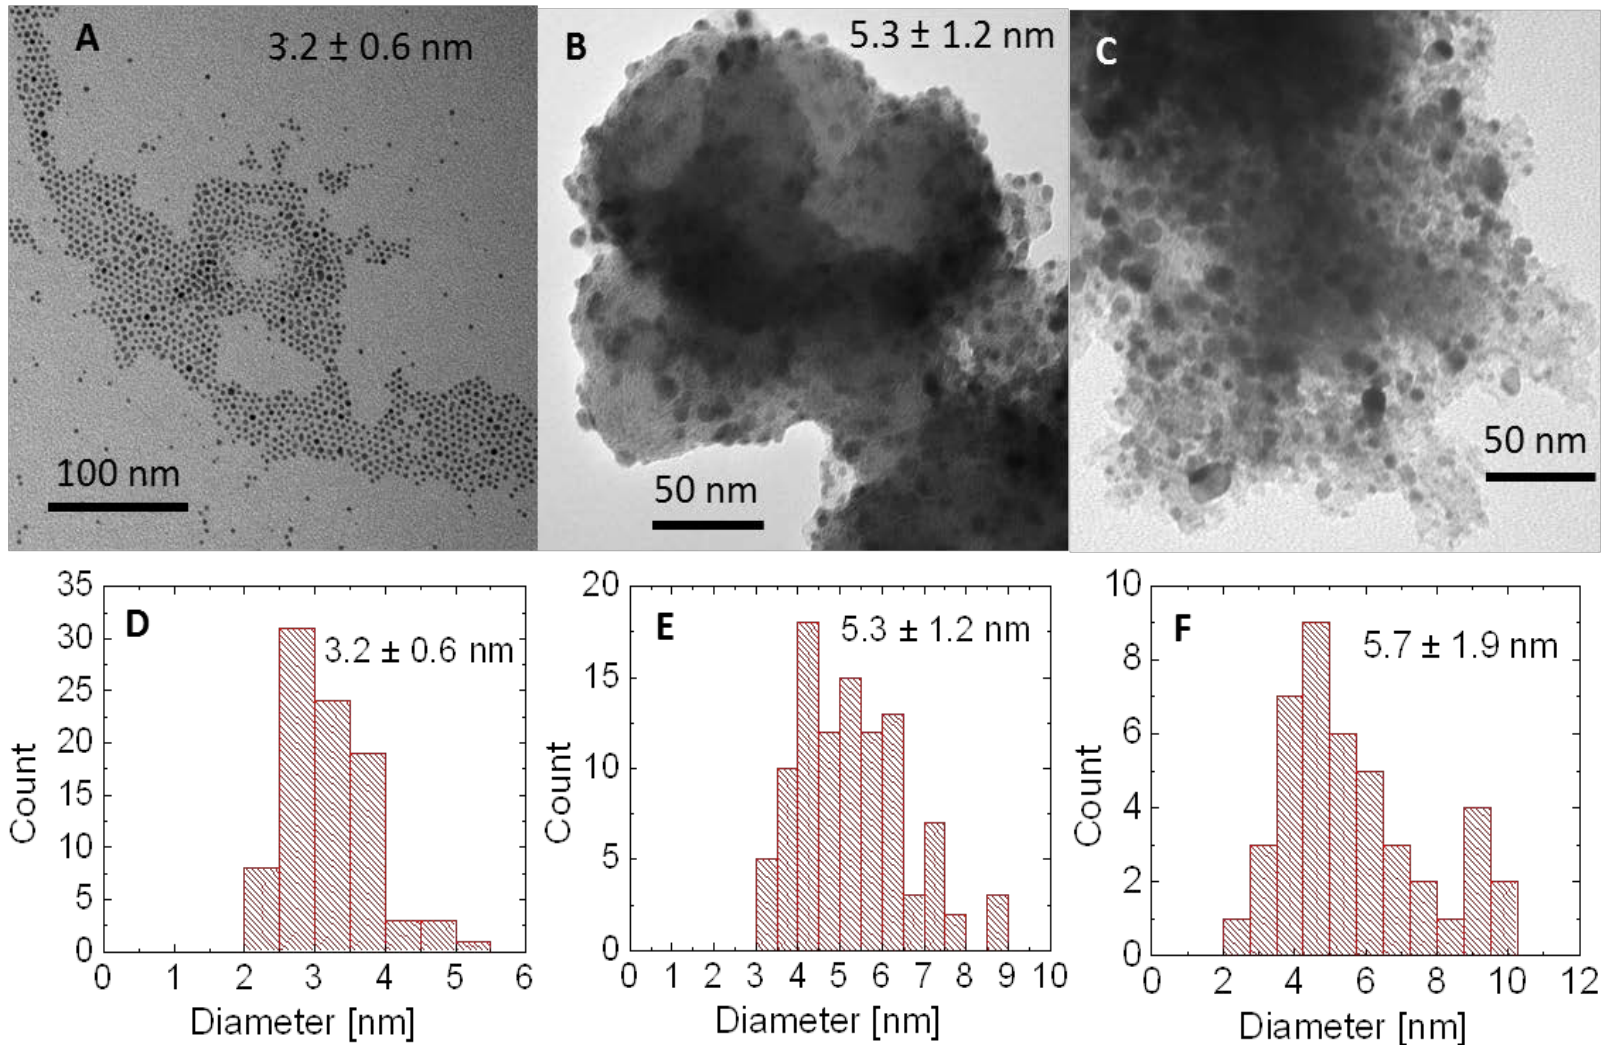 A
3.2 ± 0.6 nm
100 nm
B
5.3 ± 1.2 nm
50 nm
C
50 nm
D
3.2 ± 0.6 nm
35
30
25
20
15
10
5
0
Count
0 1 2 3 4 5 6
Diameter [nm]
E
5.3 ± 1.2 nm
20
15
10
5
0
Count
0 1 2 3 4 5 6 7 8 9 10
Diameter [nm]
F
5.7 ± 1.9 nm
10
8
6
4
2
0
Count
0 2 4 6 8 10 12
Diameter [nm]